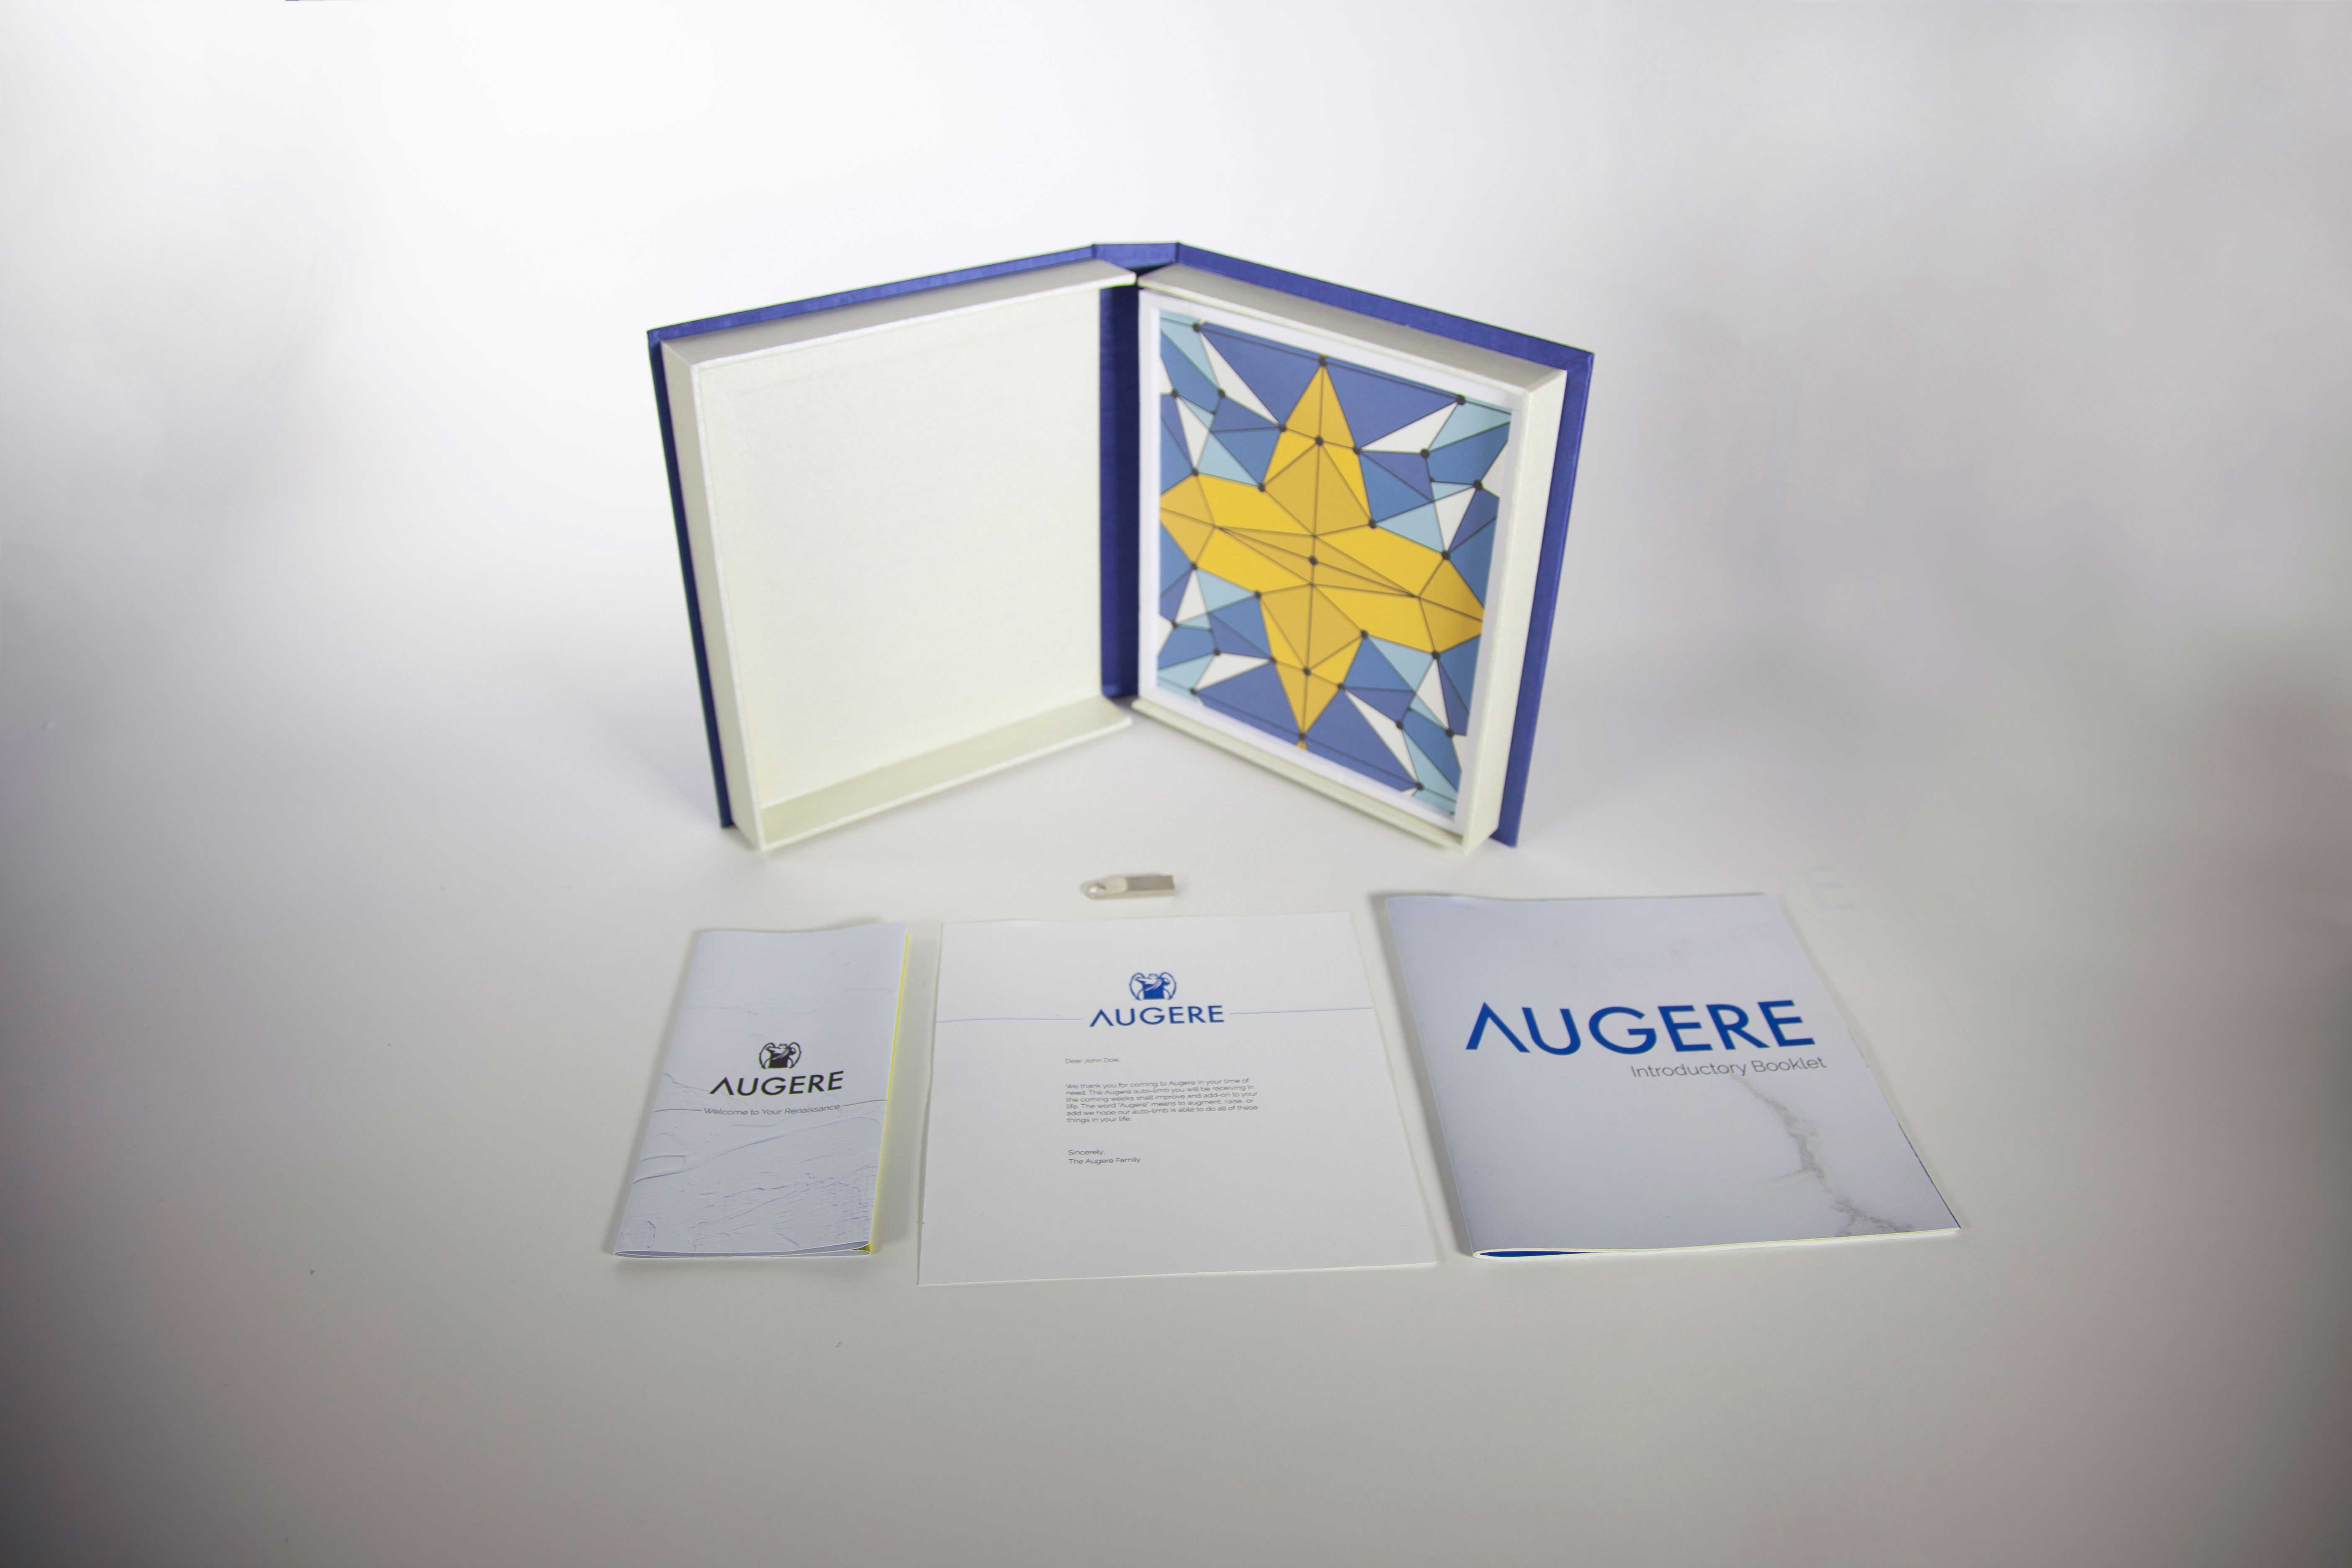 AUGERE
Welcome to Your Renaissance
AUGERE
Dear John Doe,
We thank you for coming to Augere in your time of
need. The Augere auto-limb you will be receiving in
the coming weeks shall improve and add-on to your
life. The word "Augere" means to augment, raise, or
add we hope our auto-limb is able to do all of these
things in your life.
Sincerely,
The Augere Family
AUGERE
Introductory Booklet